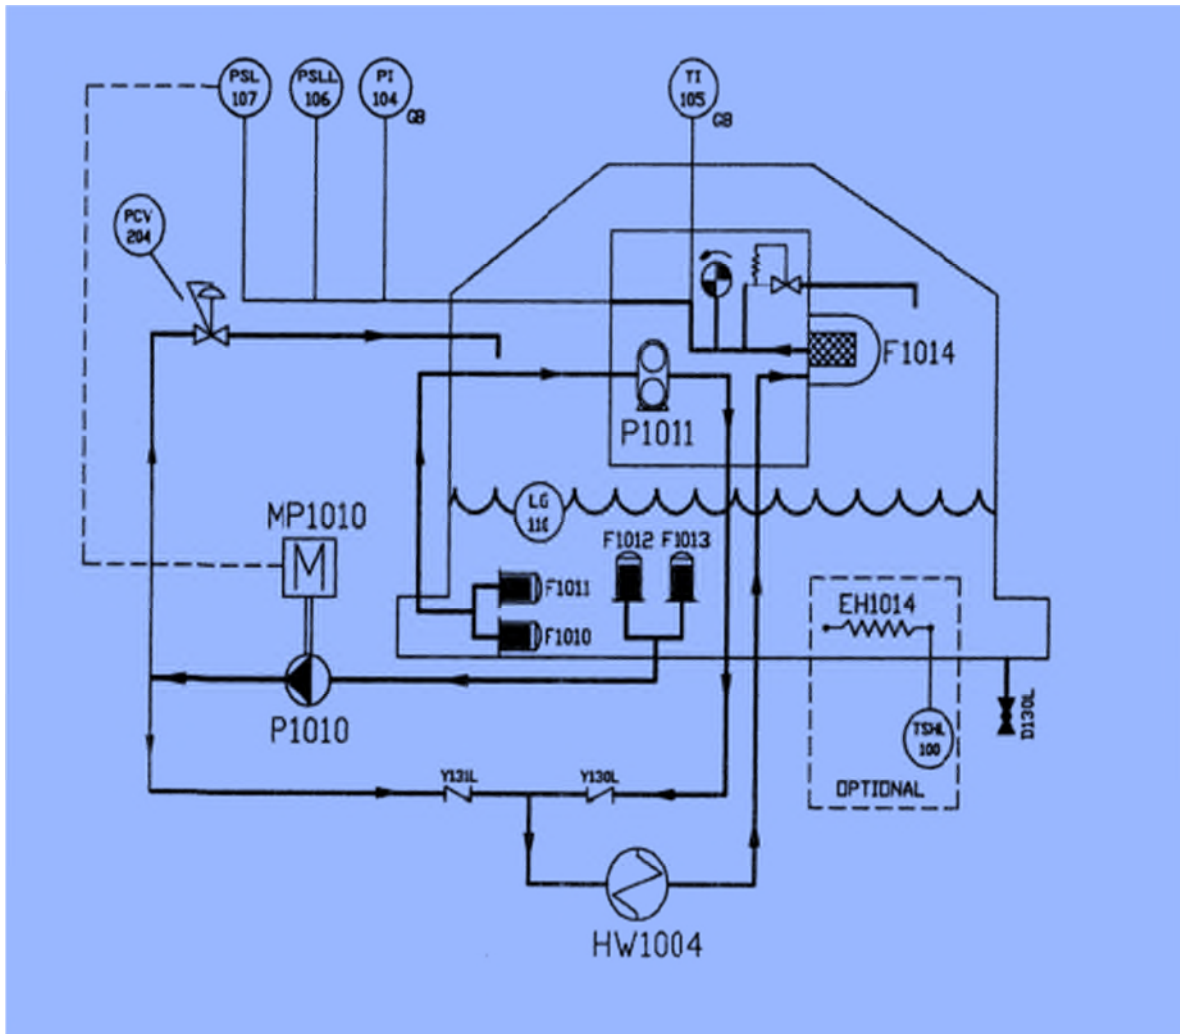 PSL
107
PSLL
106
PI
104
GB
TI
105
GB
PCV
204
F1014
P1011
MP1010
M
LG
110
F1012 F1013
F1011
F1010
EH1014
P1010
TSHL
100
D130L
Y131L
Y130L
OPTIONAL
HW1004